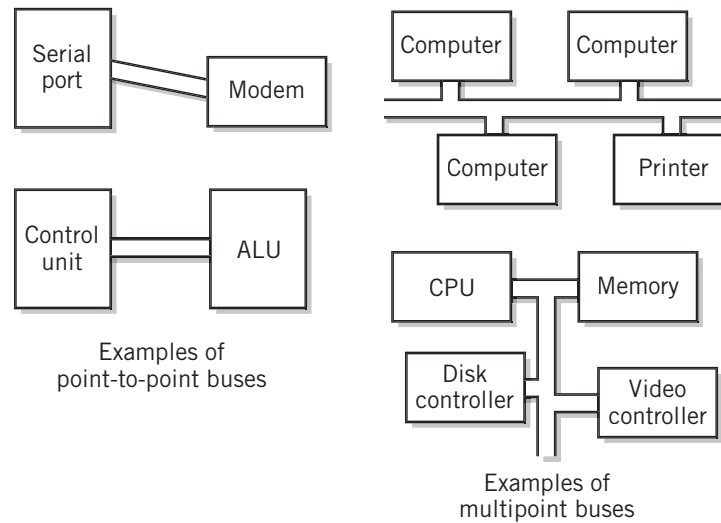 Serial
port
Modem
Control
unit
ALU
Examples of
point-to-point buses
Computer
Computer
Computer
Printer
CPU
Memory
Disk
controller
Video
controller
Examples of
multipoint buses